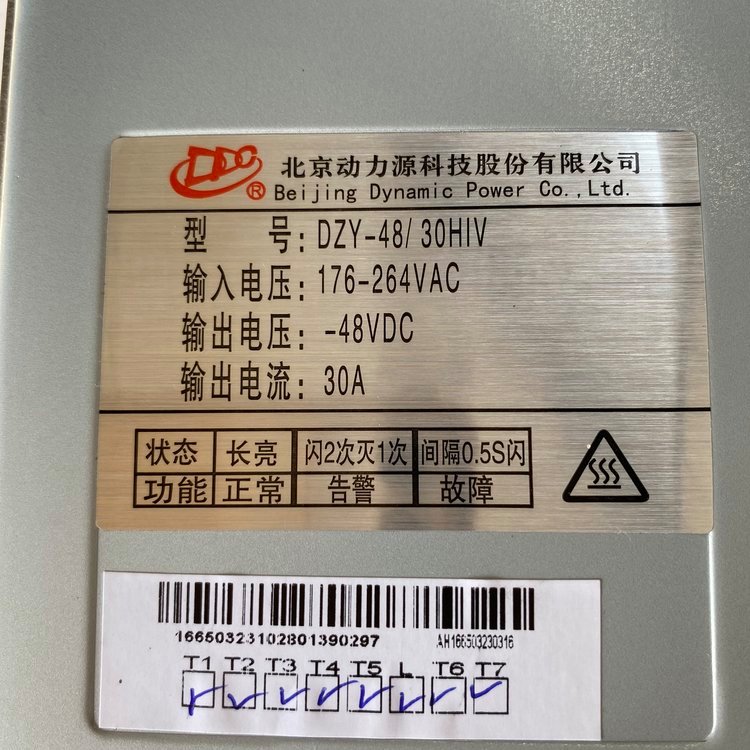 DDC® 北京动力源科技股份有限公司
Beijing Dynamic Power Co.,Ltd.
型 号: DZY-48/30HIV
输入电压: 176-264VAC
输出电压: -48VDC
输出电流: 30A
状态 长亮 闪2次灭1次 间隔0.5S闪
功能 正常 告警 故障
16650323102801390297 AH166503230316
T1 T2 T3 T4 T5 L T6 T7